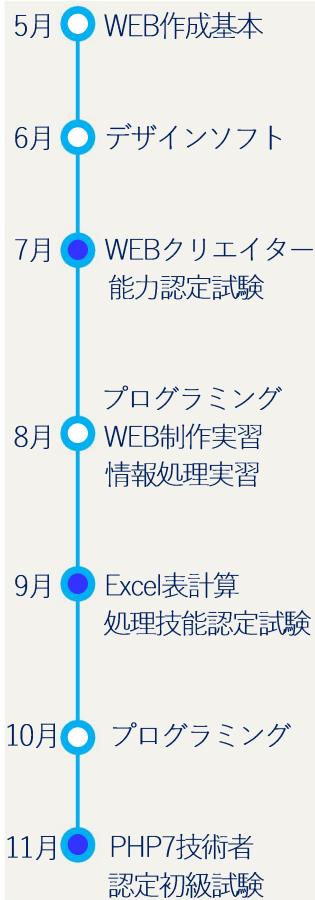 5月 WEB作成基本
6月 デザインソフト
7月 WEBクリエイター
能力認定試験
プログラミング
8月 WEB制作実習
情報処理実習
9月 Excel表計算
処理技能認定試験
10月 プログラミング
11月 PHP7技術者
認定初級試験